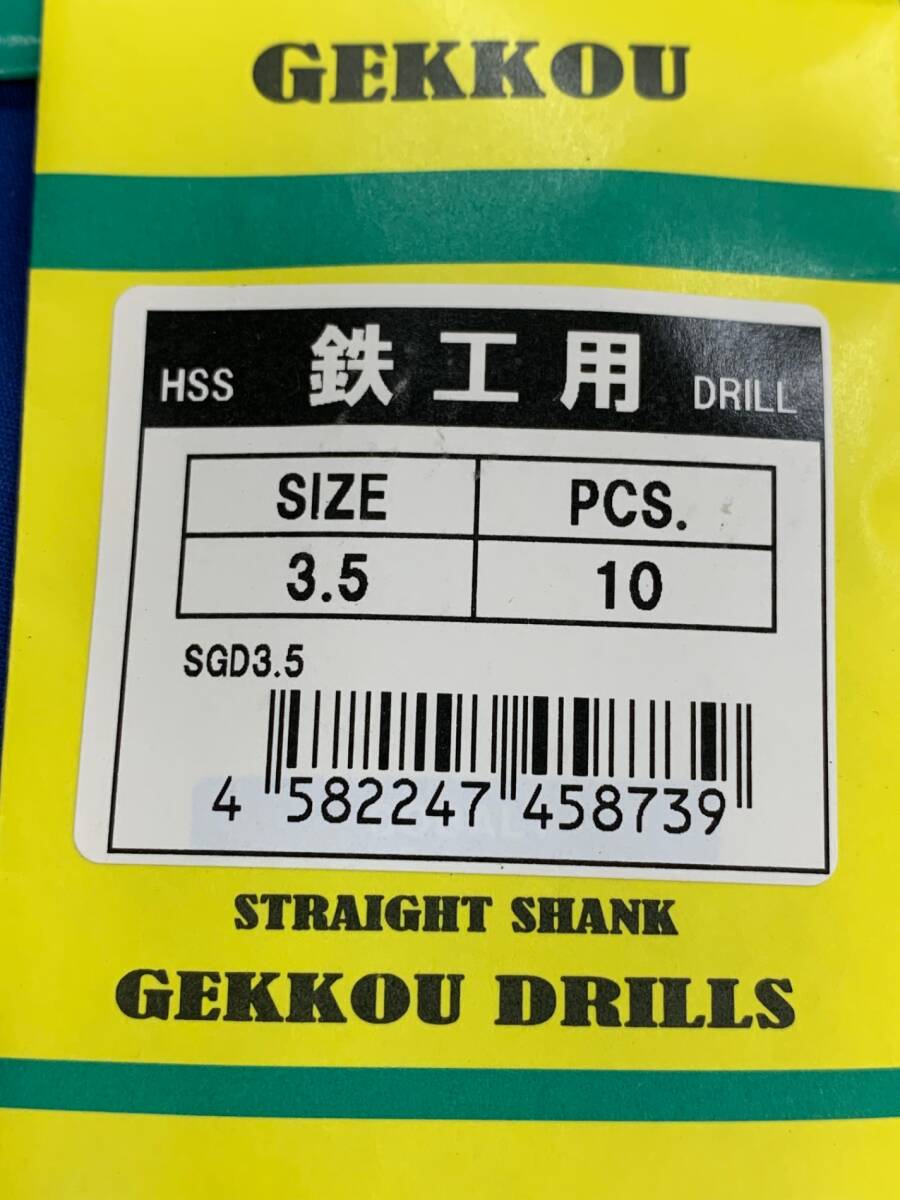 GEKKOU
HSS 鉄工用 DRILL
SIZE PCS.
3.5 10
SGD3.5
4 582247 458739
STRAIGHT SHANK
GEKKOU DRILLS